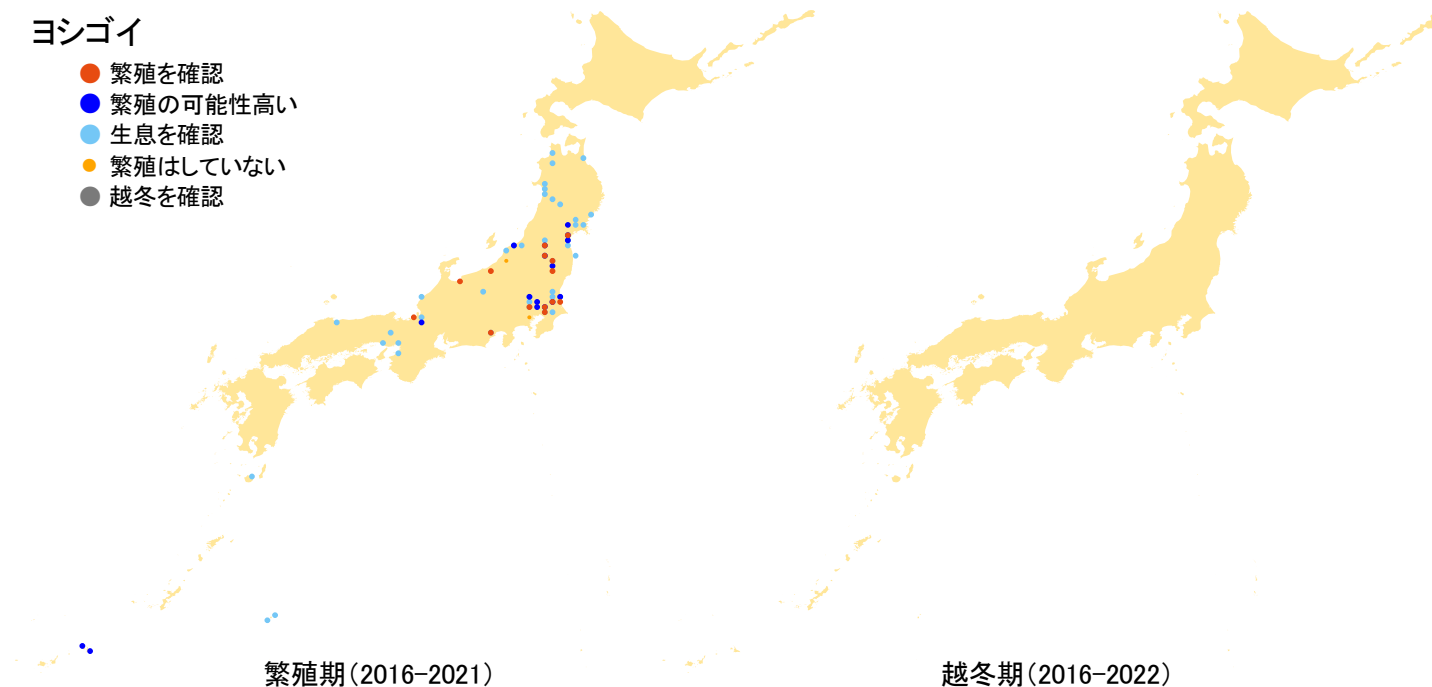 ヨシゴイ
繁殖を確認
繁殖の可能性高い
生息を確認
繁殖はしていない
越冬を確認
繁殖期（2016-2021）
越冬期（2016-2022）